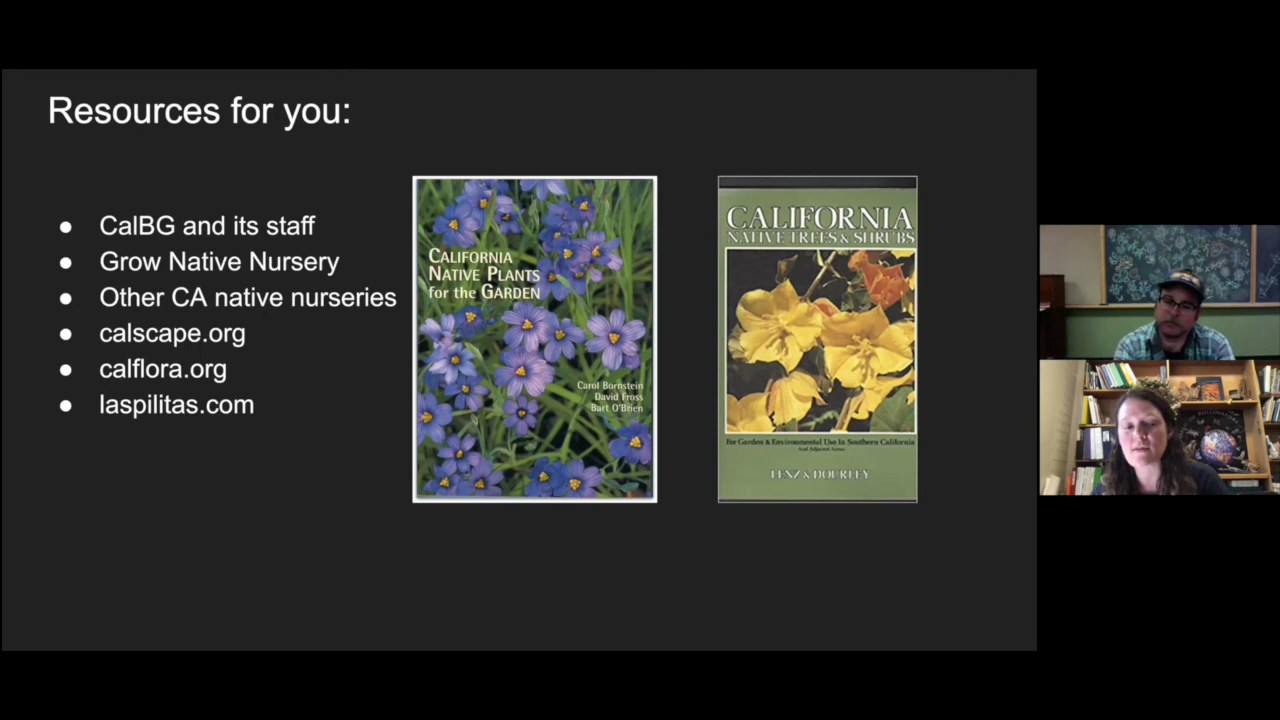 Resources for you:
● CalBG and its staff
● Grow Native Nursery
● Other CA native nurseries
● calscape.org
● calflora.org
● laspilitas.com
CALIFORNIA
NATIVE PLANTS
for the GARDEN
Carol Bornstein
David Fross
Bart O'Brien
CALIFORNIA
NATIVE TREES & SHRUBS
For Garden & Environmental Use In Southern California
And Adjacent Areas
LENZ & DOURLEY